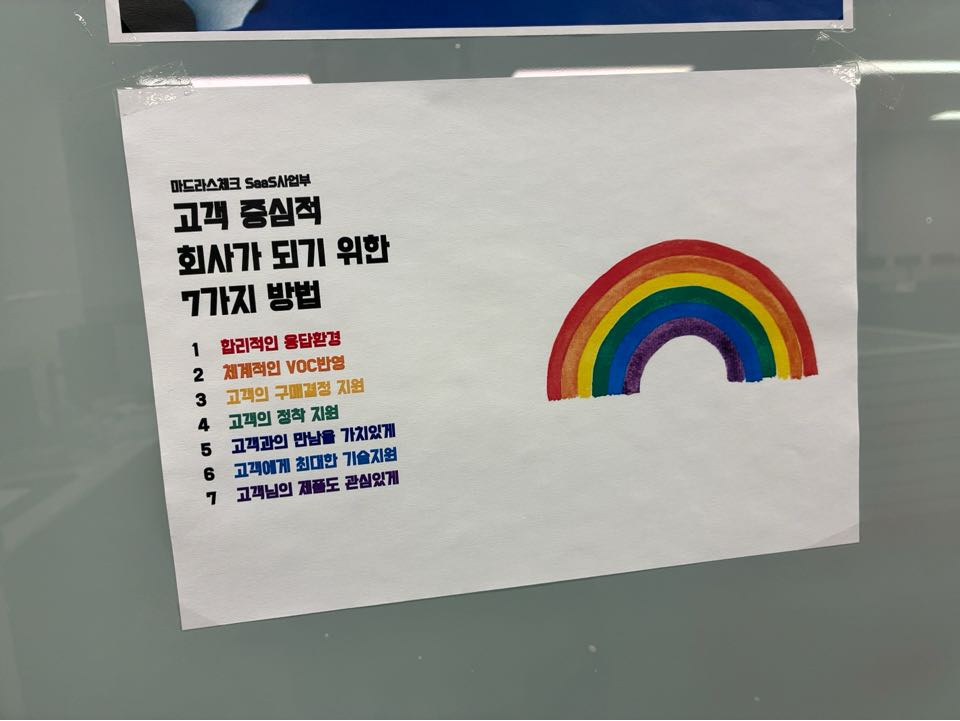 마드라스체크 SaaS사업부
고객 중심적
회사가 되기 위한
7가지 방법
1 합리적인 응답환경
2 체계적인 VOC반영
3 고객의 구매결정 지원
4 고객의 정착 지원
5 고객과의 만남을 가치있게
6 고객에게 최대한 기술지원
7 고객님의 제품도 관심있게